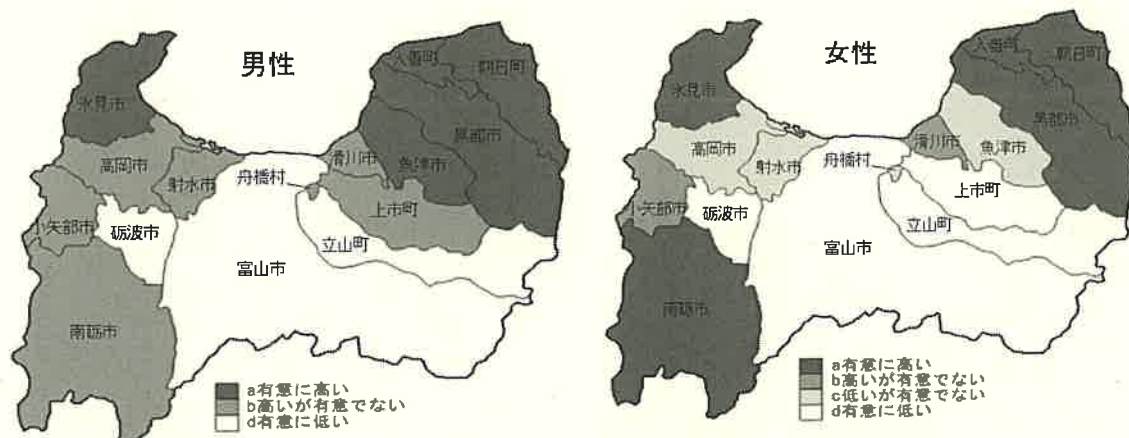 男性
氷見市
高岡市
射水市
小矢部市
砺波市
南砺市
富山市
舟橋村
滑川市
魚津市
上市町
立山町
黒部市
入善町
朝日町
a有意に高い
b高いが有意でない
d有意に低い
女性
氷見市
高岡市
射水市
小矢部市
砺波市
南砺市
富山市
舟橋村
滑川市
魚津市
上市町
立山町
黒部市
入善町
朝日町
a有意に高い
b高いが有意でない
c低いが有意でない
d有意に低い